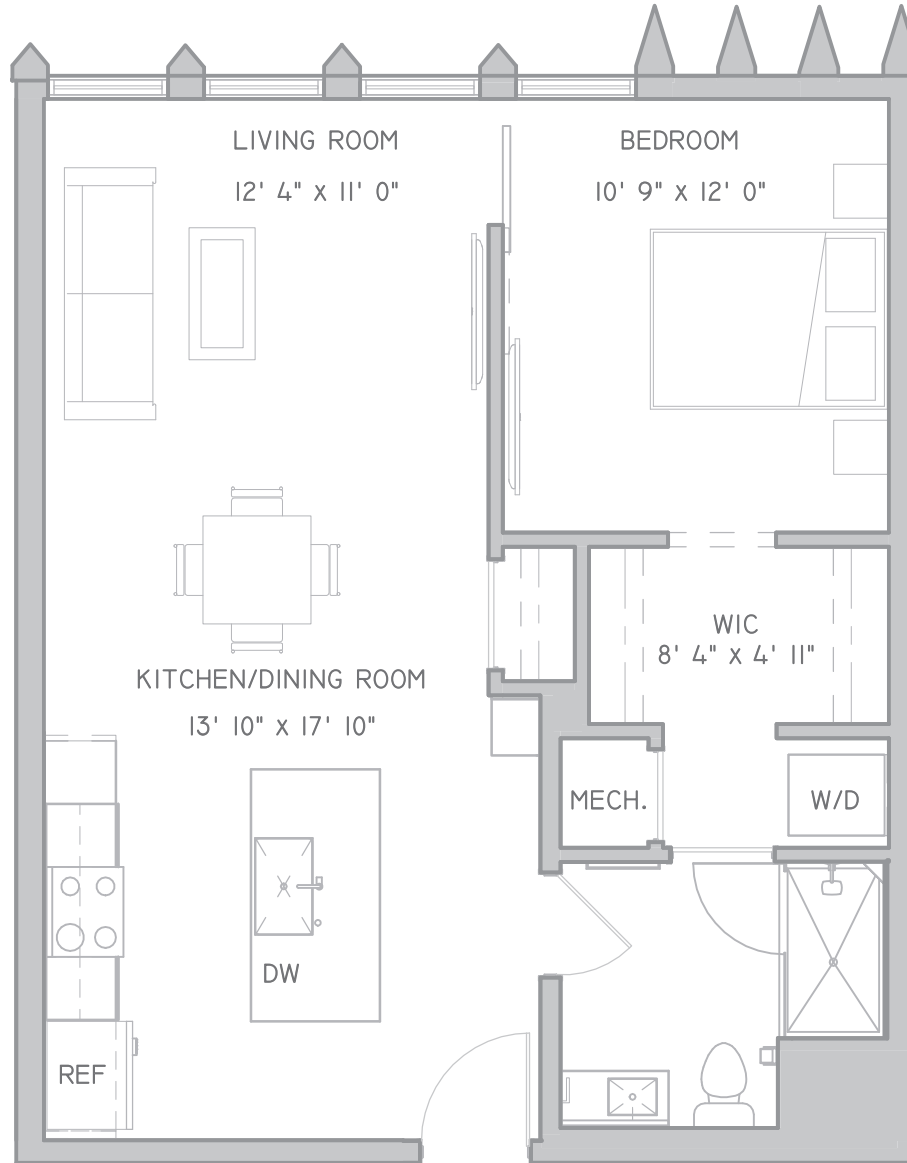 LIVING ROOM
12' 4" X 11' 0"
BEDROOM
10' 9" X 12' 0"
WIC
8' 4" X 4' 11"
KITCHEN/DINING ROOM
13' 10" X 17' 10"
MECH.
W/D
DW
REF